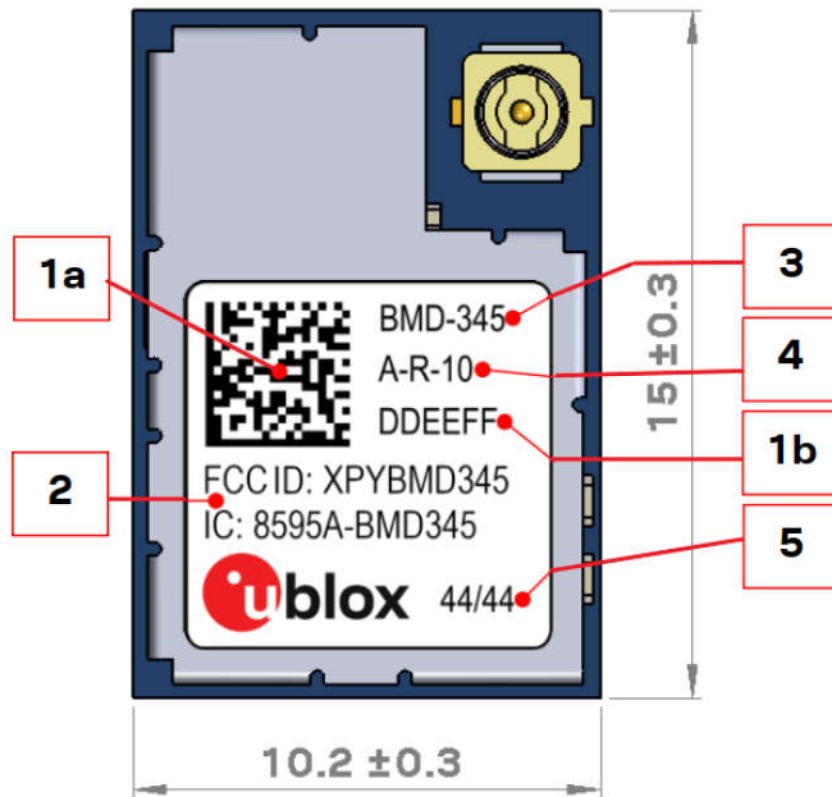 1a
BMD-345
3
A-R-10
4
DDEEFF
1b
2
FCC ID: XPYBMD345
IC: 8595A-BMD345
ublox
44/44
5
15 ±0.3
10.2 ±0.3